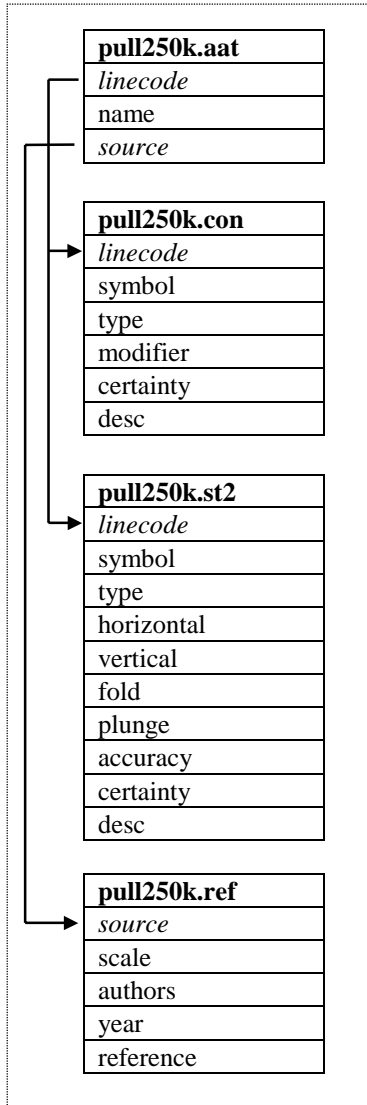 pull250k.aat
linecode
name
source
pull250k.con
linecode
symbol
type
modifier
certainty
desc
pull250k.st2
linecode
symbol
type
horizontal
vertical
fold
plunge
accuracy
certainty
desc
pull250k.ref
source
scale
authors
year
reference